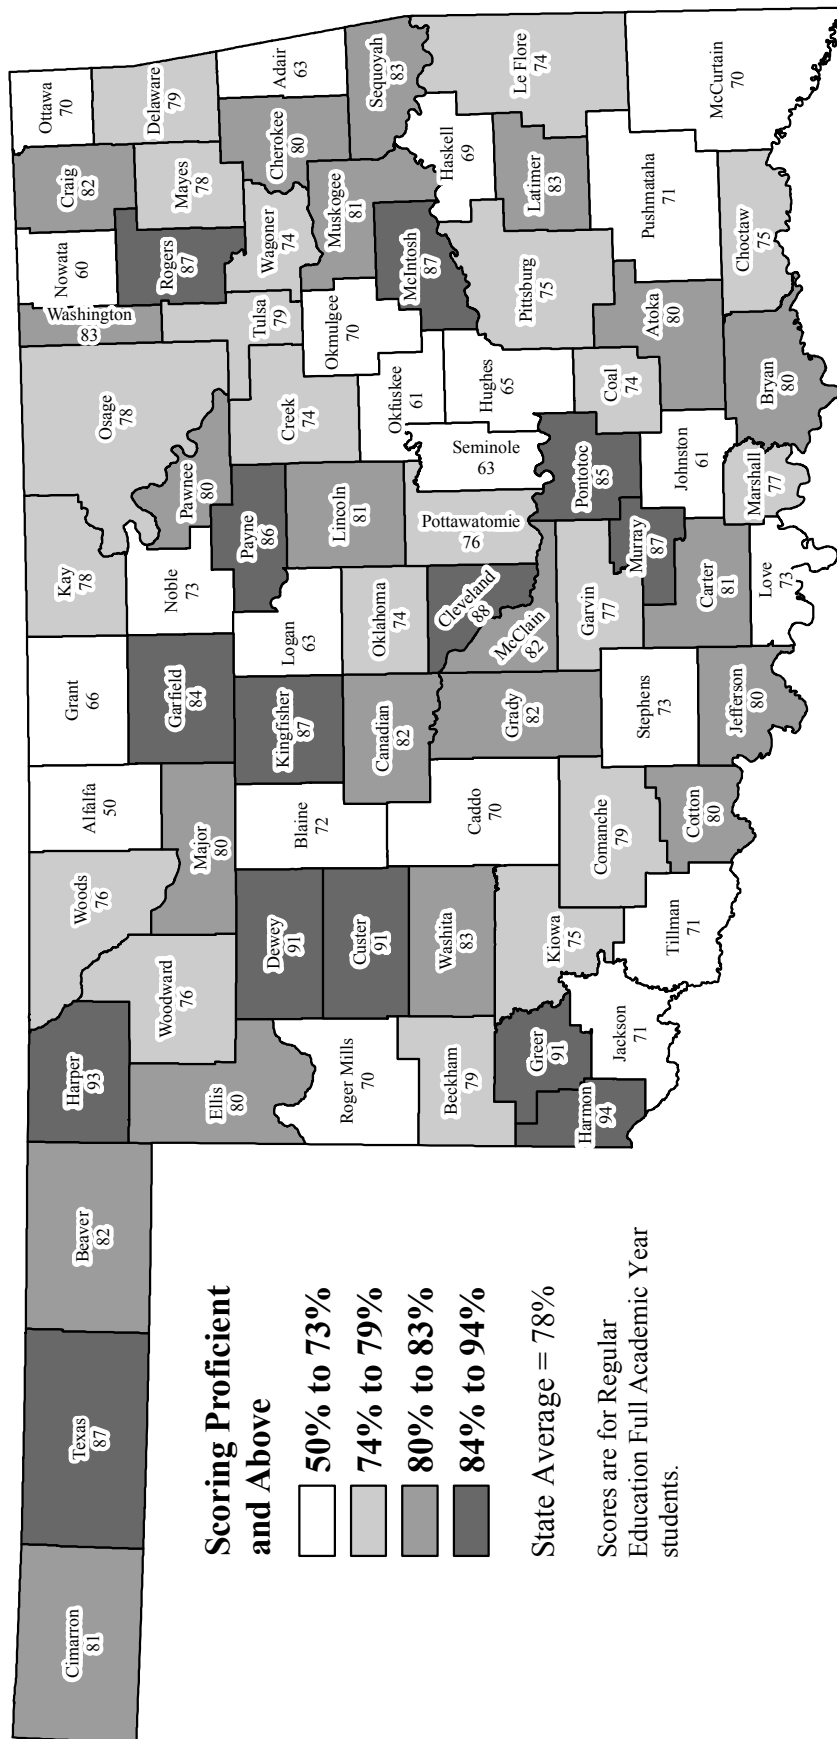 Cimarron
81
Texas
87
Beaver
82
Harper
93
Woods
76
Alfalfa
50
Grant
66
Kay
78
Osage
78
Washington
83
Nowata
60
Craig
82
Ottawa
70
Ellis
80
Woodward
76
Major
80
Garfield
84
Noble
73
Pawnee
80
Rogers
87
Mayes
78
Delaware
79
Roger Mills
70
Dewey
91
Blaine
72
Kingfisher
87
Logan
63
Payne
86
Creek
74
Tulsa
79
Wagoner
74
Cherokee
80
Adair
63
Custer
91
Canadian
82
Oklahoma
74
Lincoln
81
Okfuskee
61
Okmulgee
70
Muskogee
81
Sequoyah
83
Beckham
79
Washita
83
Caddo
70
Cleveland
88
Pottawatomie
76
Seminole
63
Hughes
65
McIntosh
87
Haskell
69
Harmon
94
Greer
91
Kiowa
75
Grady
82
McClain
82
Pontotoc
85
Pittsburg
75
Latimer
83
Le Flore
74
Jackson
71
Tillman
71
Comanche
79
Stephens
73
Garvin
77
Murray
87
Coal
74
Cotton
80
Jefferson
80
Carter
81
Johnston
61
Atoka
80
Pushmataha
71
McCurtain
70
Love
73
Marshall
77
Bryan
80
Choctaw
75
Scoring Proficient
and Above
50% to 73%
74% to 79%
80% to 83%
84% to 94%
State Average = 78%
Scores are for Regular
Education Full Academic Year
students.